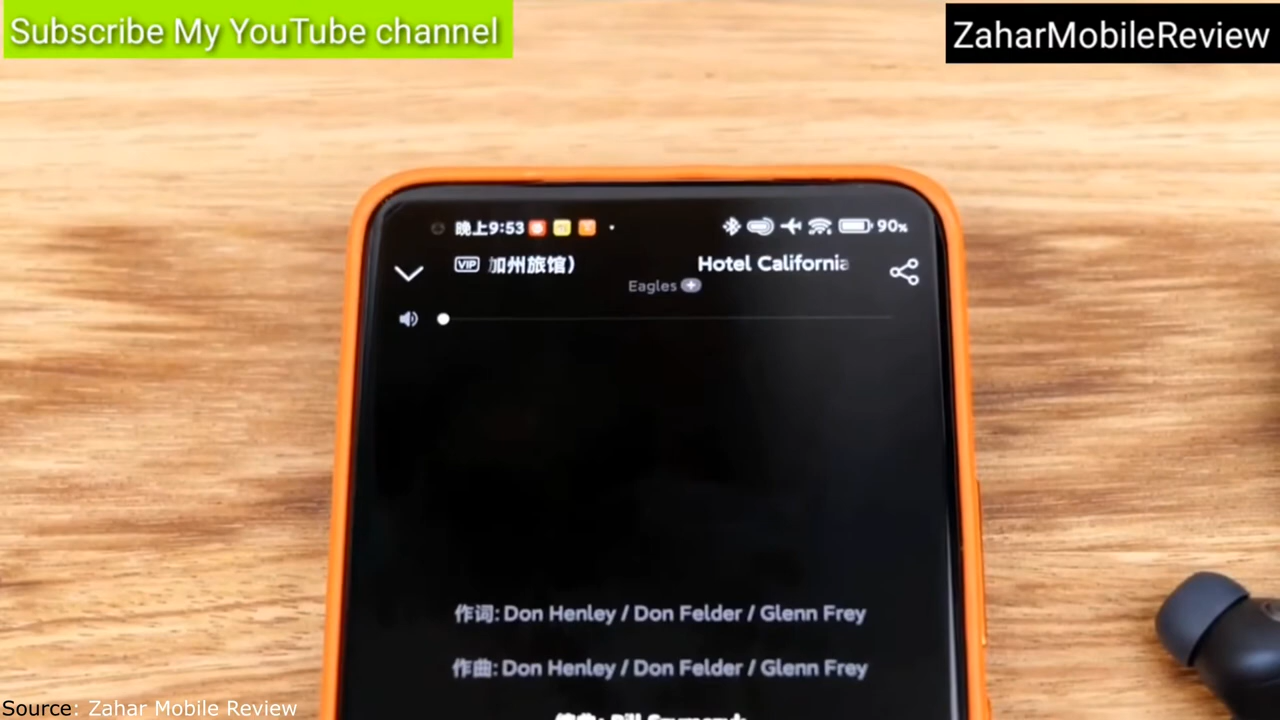 Subscribe My YouTube channel
ZaharMobileReview
晚上9:53
90%
VIP 加州旅馆) Hotel California
Eagles
作词: Don Henley / Don Felder / Glenn Frey
作曲: Don Henley / Don Felder / Glenn Frey
Source: Zahar Mobile Review